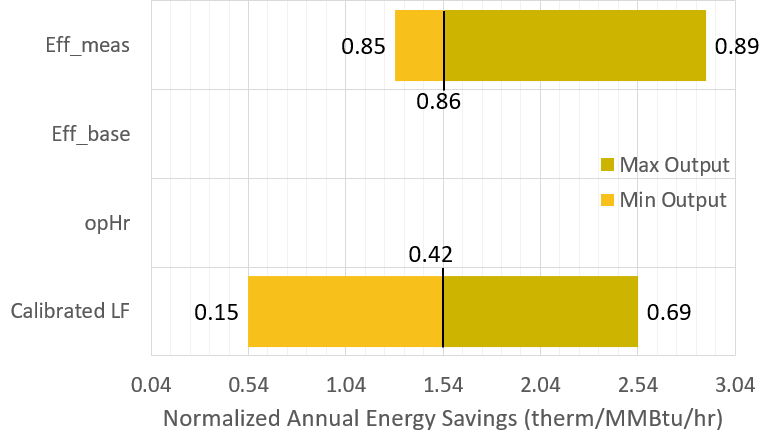 Eff_meas
0.85
0.89
0.86
Eff_base
Max Output
Min Output
opHr
0.42
Calibrated LF
0.15
0.69
0.04 0.54 1.04 1.54 2.04 2.54 3.04
Normalized Annual Energy Savings (therm/MMBtu/hr)